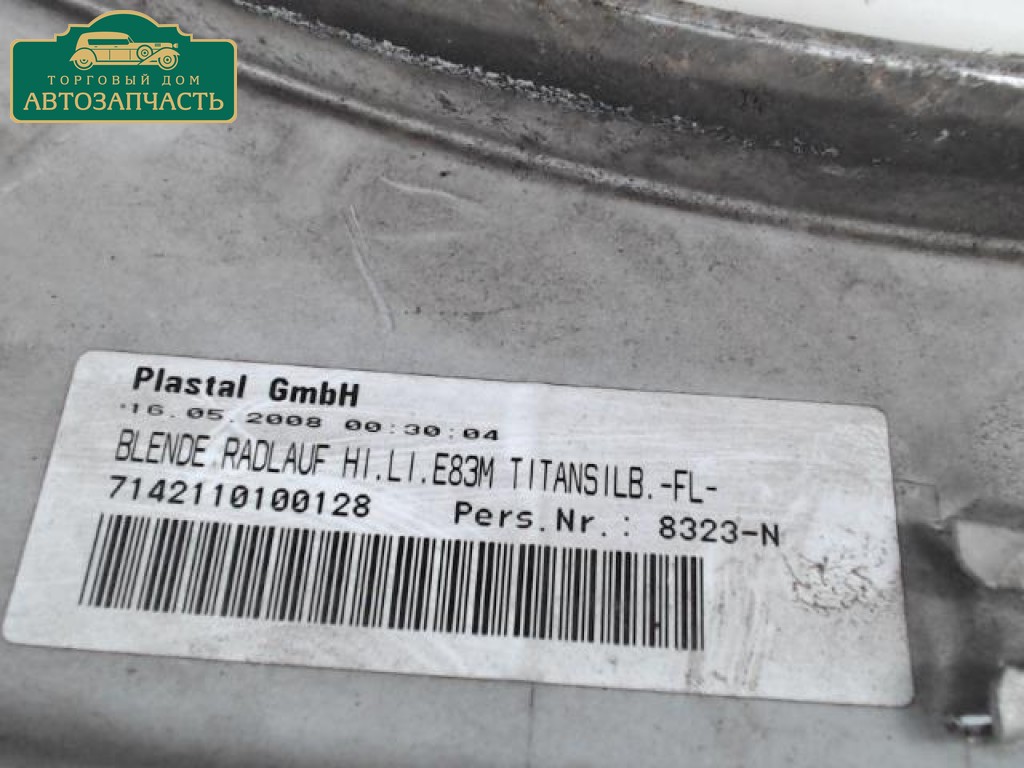 ТОРГОВЫЙ ДОМ
АВТОЗАПЧАСТЬ
Plastal GmbH
16.05.2008 00:30:04
BLENDE RADLAUF HI.LI.E83M TITANSILB.-FL-
7142110100128 Pers.Nr.: 8323-N